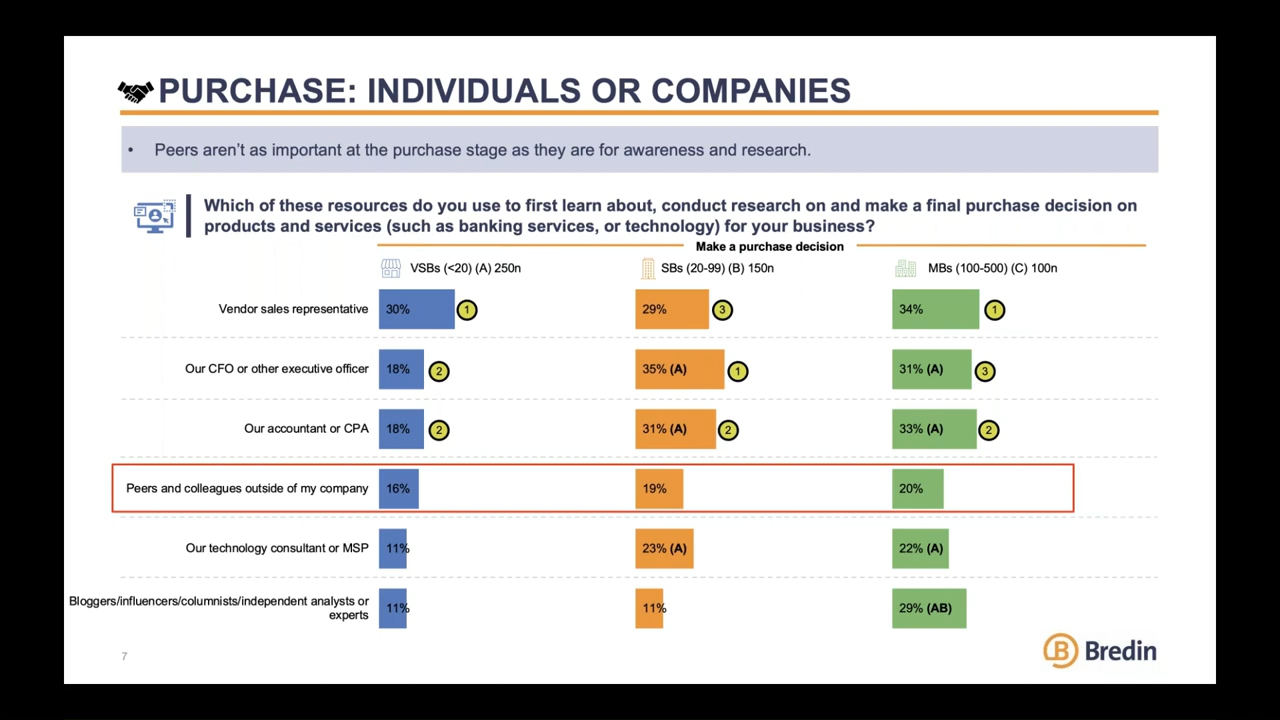 PURCHASE: INDIVIDUALS OR COMPANIES
• Peers aren't as important at the purchase stage as they are for awareness and research.
Which of these resources do you use to first learn about, conduct research on and make a final purchase decision on
products and services (such as banking services, or technology) for your business?
Make a purchase decision
VSBs (<20) (A) 250n SBs (20-99) (B) 150n MBs (100-500) (C) 100n
Vendor sales representative 30% 1 29% 3 34% 1
Our CFO or other executive officer 18% 2 35% (A) 1 31% (A) 3
Our accountant or CPA 18% 2 31% (A) 2 33% (A) 2
Peers and colleagues outside of my company 16% 19% 20%
Our technology consultant or MSP 11% 23% (A) 22% (A)
Bloggers/influencers/columnists/independent analysts or
experts 11% 11% 29% (AB)
7
B Bredin